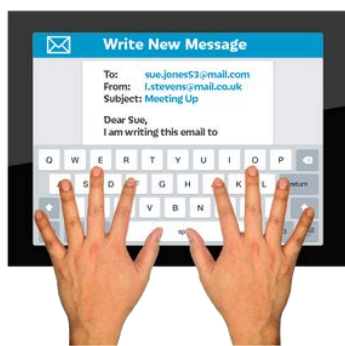 Write New Message
To: sue.jones53@mail.com
From: l.stevens@mail.co.uk
Subject: Meeting Up
Dear Sue,
I am writing this email to
Q W E R T Y U I O P
A S D G H K L return
V B N